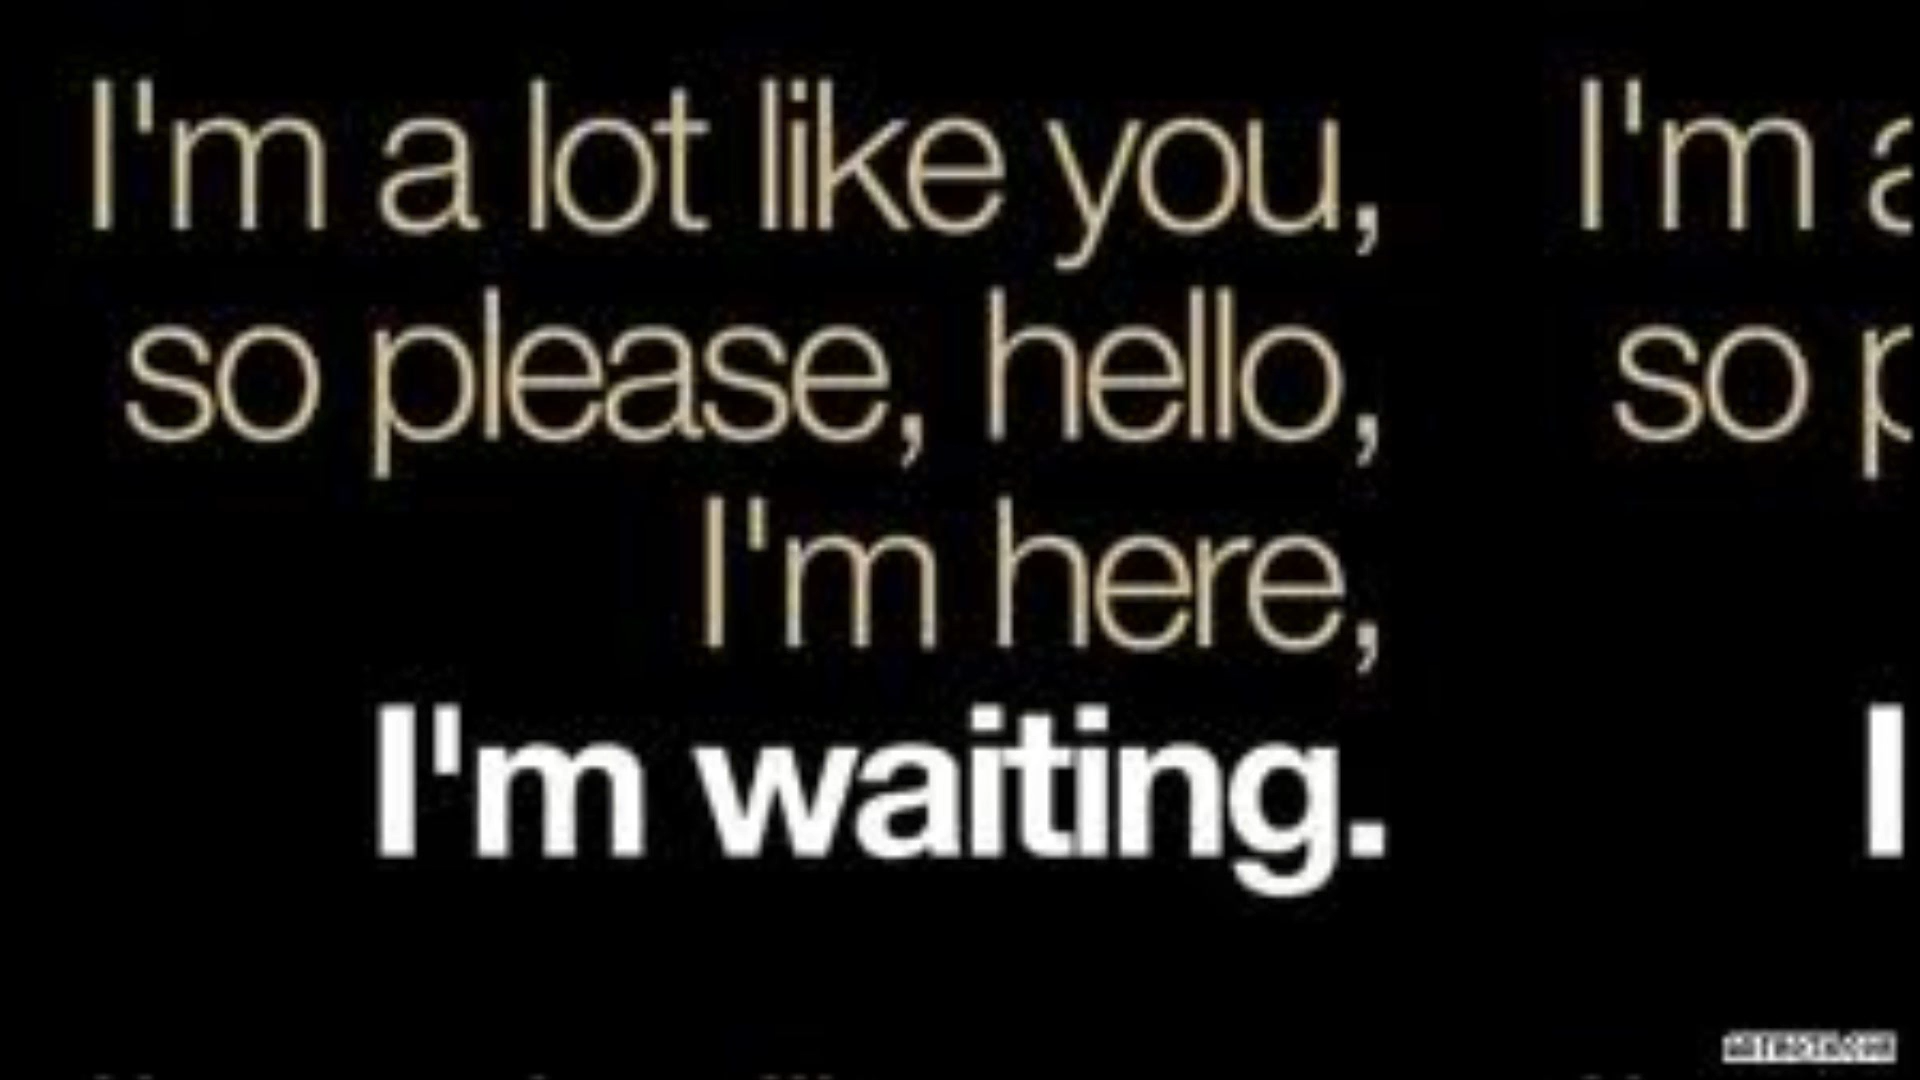 I'm a lot like you,
so please, hello,
I'm here,
I'm waiting.
I'm a
so p
I